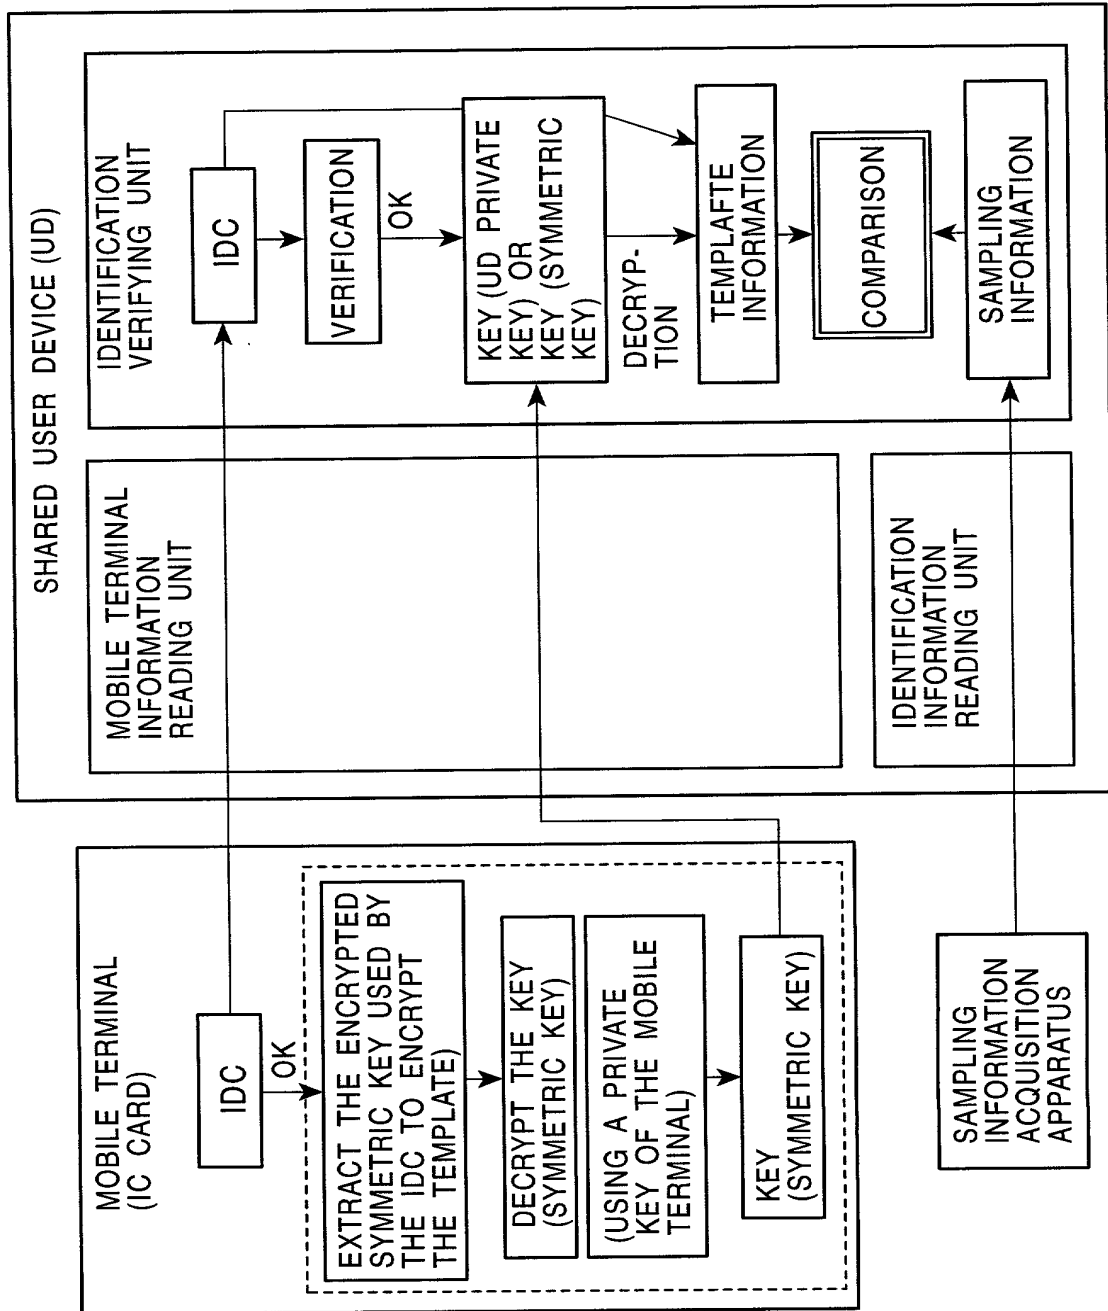 SHARED USER DEVICE (UD)
MOBILE TERMINAL
(IC CARD)
IDC
OK
EXTRACT THE ENCRYPTED
SYMMETRIC KEY USED BY
THE IDC TO ENCRYPT
THE TEMPLATE)
DECRYPT THE KEY
(SYMMETRIC KEY)
(USING A PRIVATE
KEY OF THE MOBILE
TERMINAL)
KEY
(SYMMETRIC KEY)
SAMPLING
INFORMATION
ACQUISITION
APPARATUS
MOBILE TERMINAL
INFORMATION
READING UNIT
IDENTIFICATION
INFORMATION
READING UNIT
IDENTIFICATION
VERIFYING UNIT
IDC
VERIFICATION
OK
KEY (UD PRIVATE
KEY) OR
KEY (SYMMETRIC
KEY)
DECRYP-
TION
TEMPLAFTE
INFORMATION
COMPARISON
SAMPLING
INFORMATION